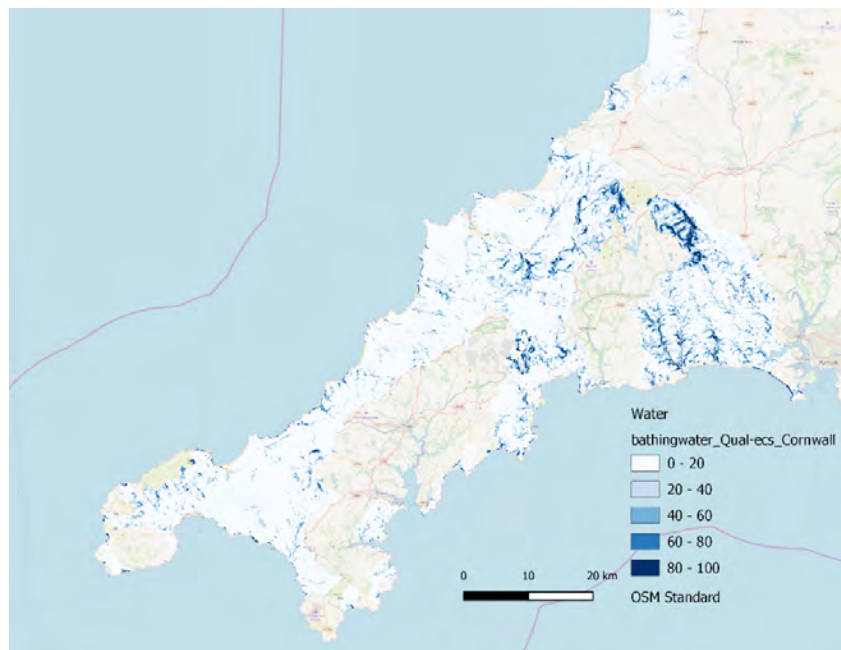 Water
bathingwater_Qual-ecs_Cornwall
0 - 20
20 - 40
40 - 60
60 - 80
80 - 100
0 10 20 km
OSM Standard